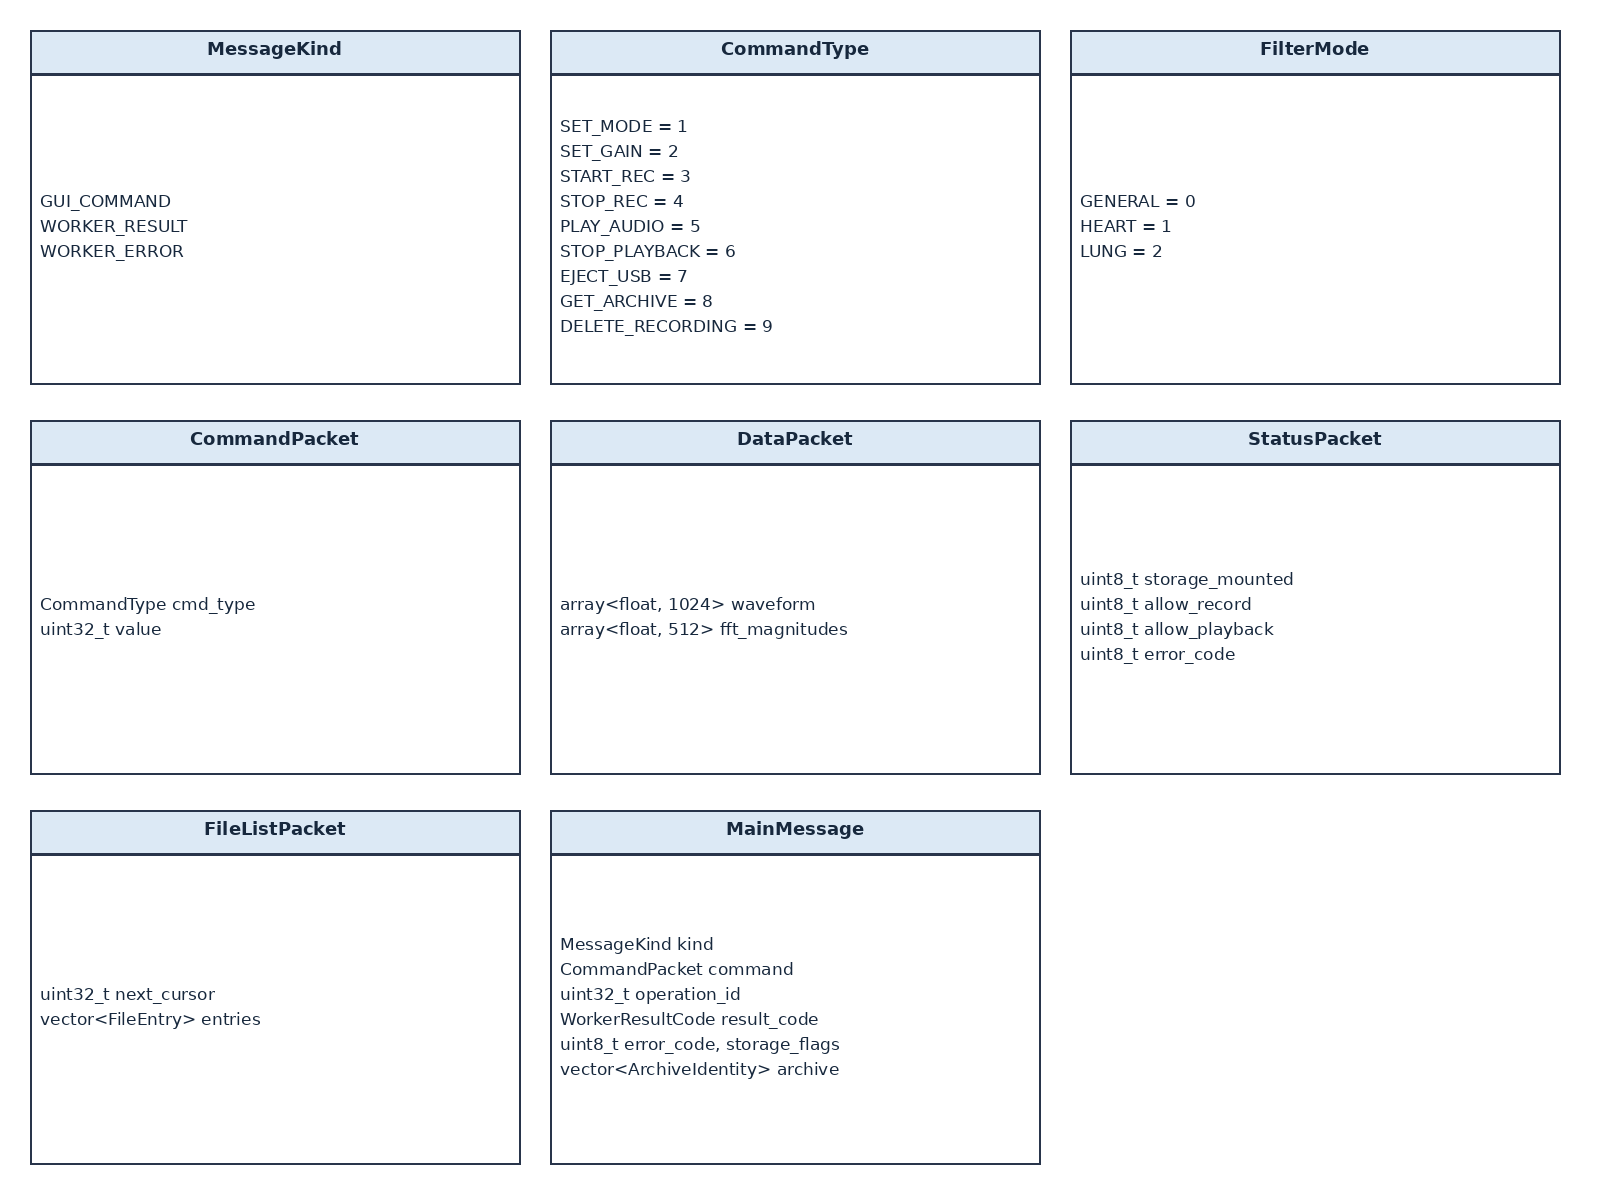 MessageKind
GUI_COMMAND
WORKER_RESULT
WORKER_ERROR
CommandType
SET_MODE = 1
SET_GAIN = 2
START_REC = 3
STOP_REC = 4
PLAY_AUDIO = 5
STOP_PLAYBACK = 6
EJECT_USB = 7
GET_ARCHIVE = 8
DELETE_RECORDING = 9
FilterMode
GENERAL = 0
HEART = 1
LUNG = 2
CommandPacket
CommandType cmd_type
uint32_t value
DataPacket
array<float, 1024> waveform
array<float, 512> fft_magnitudes
StatusPacket
uint8_t storage_mounted
uint8_t allow_record
uint8_t allow_playback
uint8_t error_code
FileListPacket
uint32_t next_cursor
vector<FileEntry> entries
MainMessage
MessageKind kind
CommandPacket command
uint32_t operation_id
WorkerResultCode result_code
uint8_t error_code, storage_flags
vector<ArchiveIdentity> archive